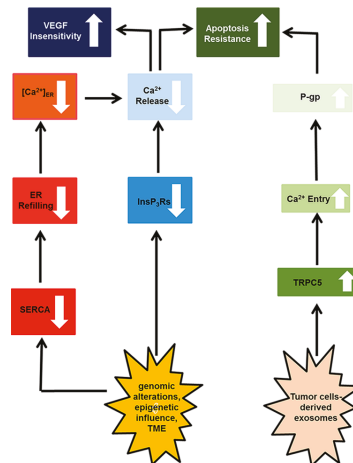 VEGF
Insensitivity
Apoptosis
Resistance
[Ca²⁺]ER
Ca²⁺
Release
P-gp
ER
Refilling
InsP₃Rs
Ca²⁺ Entry
SERCA
TRPC5
genomic
alterations,
epigenetic
influence,
TME
Tumor cells-
derived
exosomes